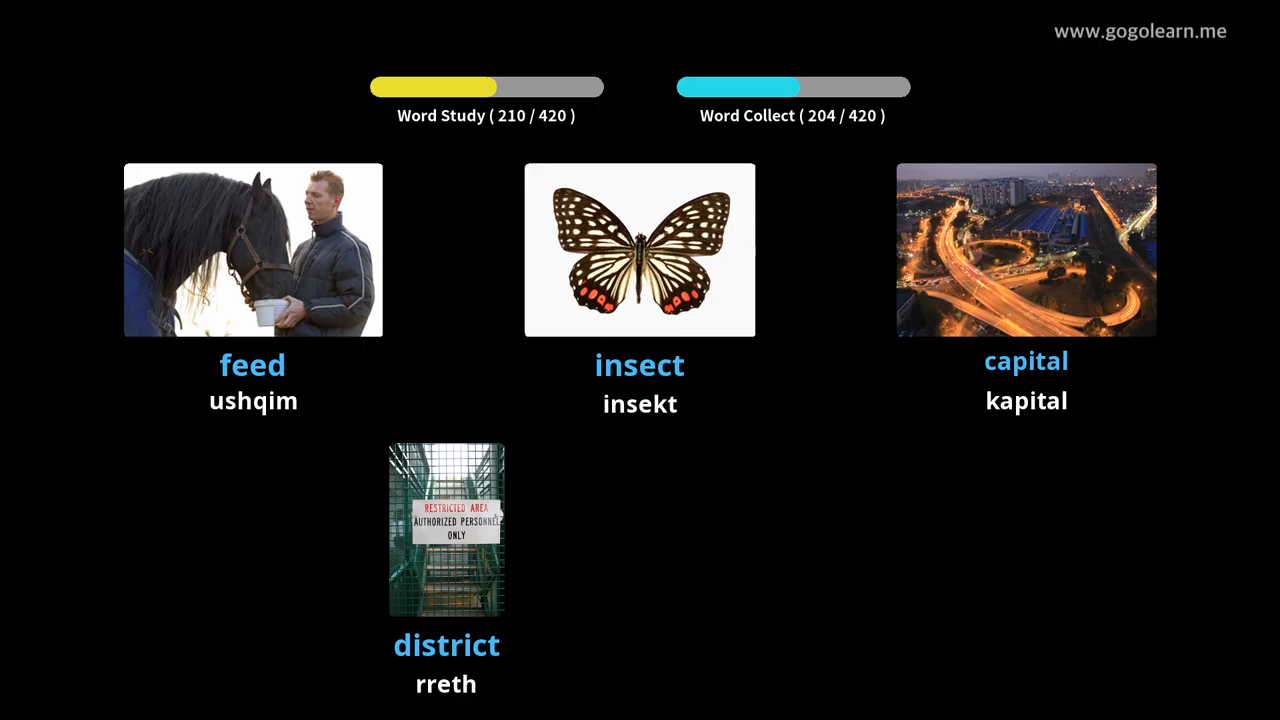 www.gogolearn.me
Word Study ( 210 / 420 )
Word Collect ( 204 / 420 )
feed
ushqim
insect
insekt
capital
kapital
RESTRICTED AREA
AUTHORIZED PERSONNEL
ONLY
district
rreth